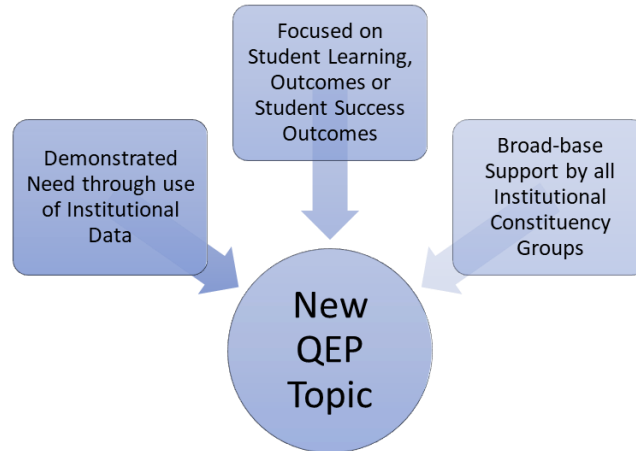 Focused on
Student Learning,
Outcomes or
Student Success
Outcomes
Demonstrated
Need through use
of Institutional
Data
Broad-base
Support by all
Institutional
Constituency
Groups
New
QEP
Topic